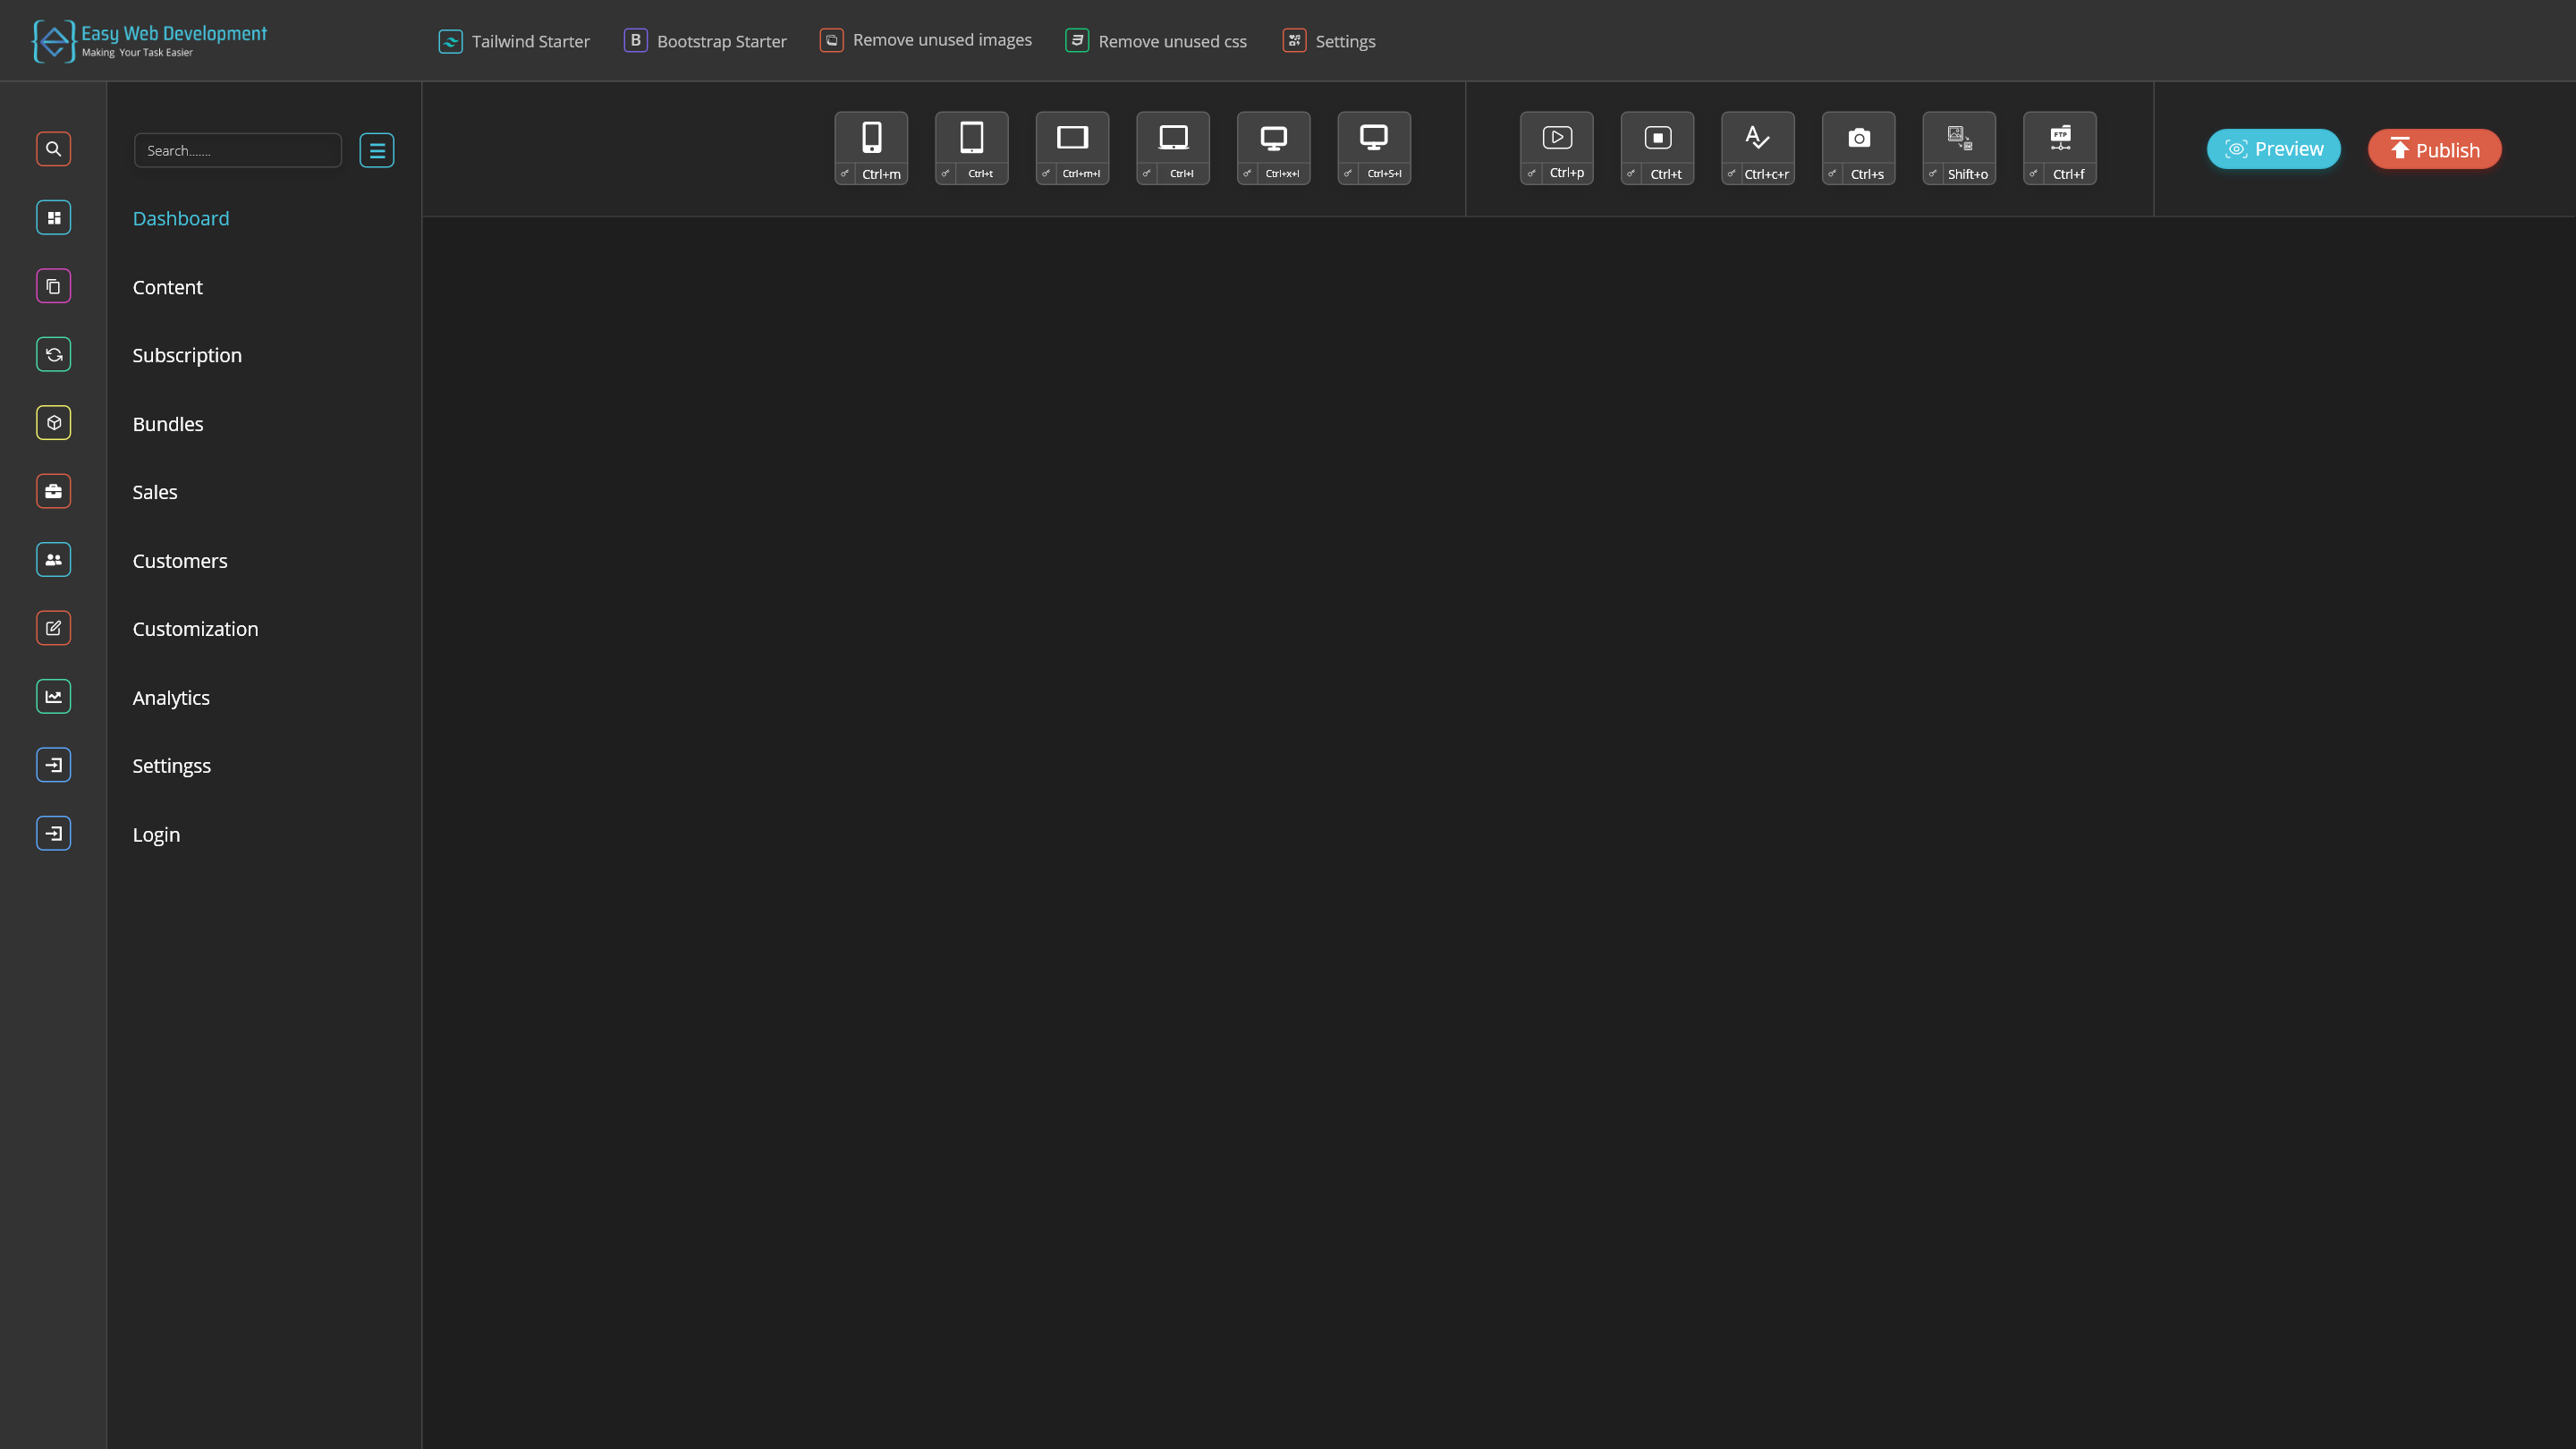 Easy Web Development
Making Your Task Easier
Tailwind Starter
B Bootstrap Starter
Remove unused images
Remove unused css
Settings
Search.......
Ctrl+m
Ctrl+t
Ctrl+m+l
Ctrl+l
Ctrl+x+l
Ctrl+5+l
Ctrl+p
Ctrl+t
Ctrl+c+r
Ctrl+s
Shift+o
FTP
Ctrl+f
Preview
Publish
Dashboard
Content
Subscription
Bundles
Sales
Customers
Customization
Analytics
Settingss
Login